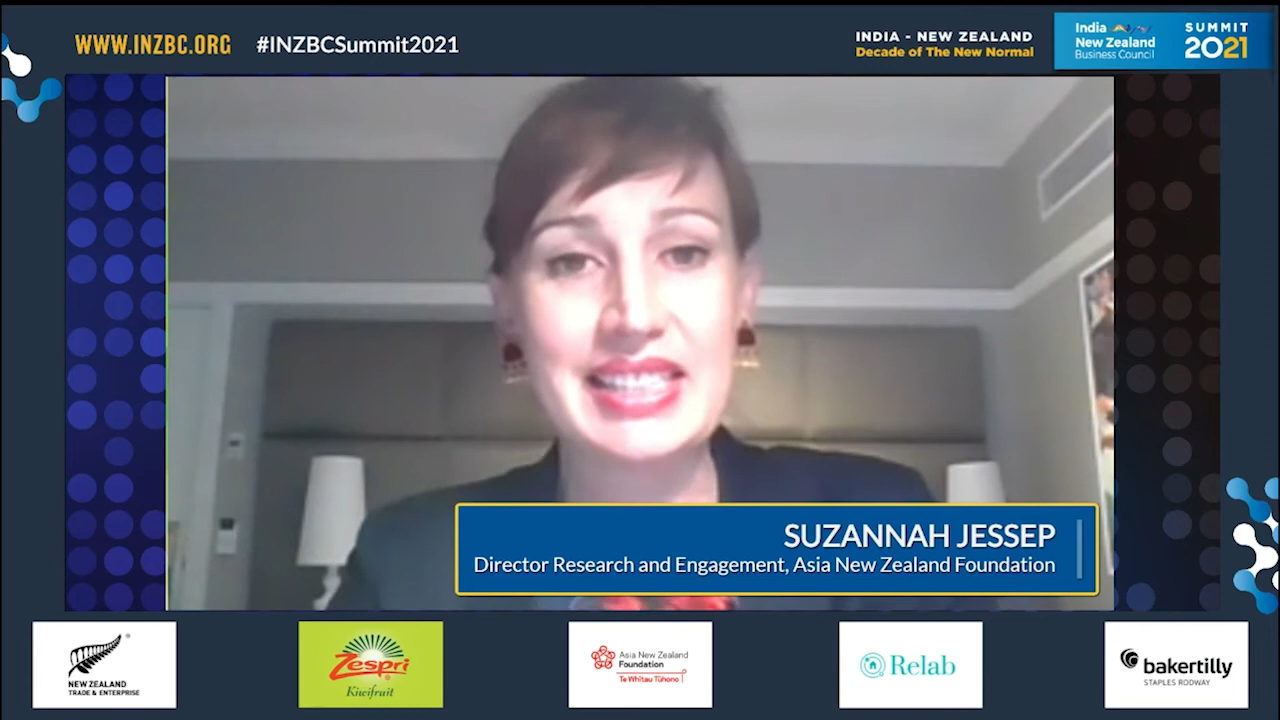 WWW.INZBC.ORG
#INZBCSummit2021
INDIA - NEW ZEALAND
Decade of The New Normal
India
New Zealand
Business Council
SUMMIT
2021
SUZANNAH JESSEP
Director Research and Engagement, Asia New Zealand Foundation
NEW ZEALAND
TRADE & ENTERPRISE
Zespri
Kiwifruit
Asia New Zealand
Foundation
Te Whītau Tūhono
Relab
bakertilly
STAPLES RODWAY